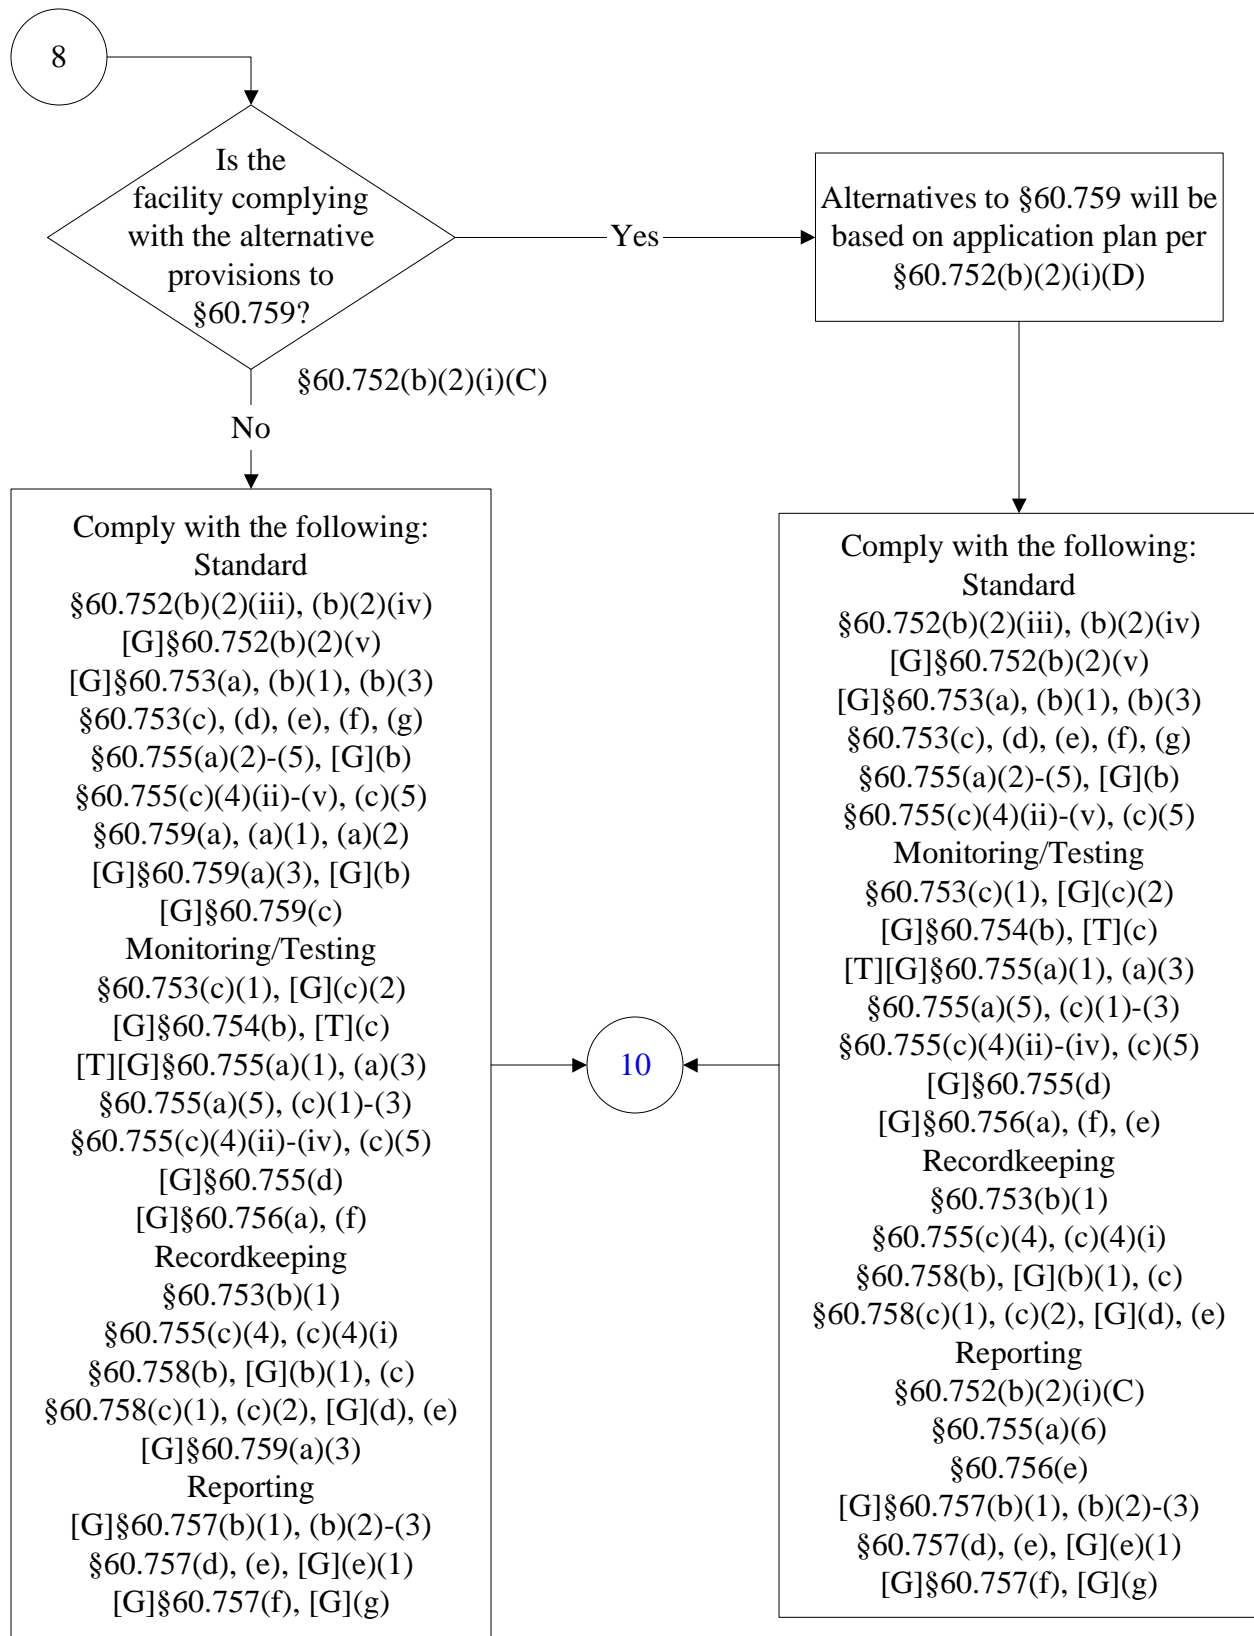 8
Is the
facility complying
with the alternative
provisions to
§60.759?
Yes
Alternatives to §60.759 will be
based on application plan per
§60.752(b)(2)(i)(D)
§60.752(b)(2)(i)(C)
No
Comply with the following:
Standard
§60.752(b)(2)(iii), (b)(2)(iv)
[G]§60.752(b)(2)(v)
[G]§60.753(a), (b)(1), (b)(3)
§60.753(c), (d), (e), (f), (g)
§60.755(a)(2)-(5), [G](b)
§60.755(c)(4)(ii)-(v), (c)(5)
§60.759(a), (a)(1), (a)(2)
[G]§60.759(a)(3), [G](b)
[G]§60.759(c)
Monitoring/Testing
§60.753(c)(1), [G](c)(2)
[G]§60.754(b), [T](c)
[T][G]§60.755(a)(1), (a)(3)
§60.755(a)(5), (c)(1)-(3)
§60.755(c)(4)(ii)-(iv), (c)(5)
[G]§60.755(d)
[G]§60.756(a), (f)
Recordkeeping
§60.753(b)(1)
§60.755(c)(4), (c)(4)(i)
§60.758(b), [G](b)(1), (c)
§60.758(c)(1), (c)(2), [G](d), (e)
[G]§60.759(a)(3)
Reporting
[G]§60.757(b)(1), (b)(2)-(3)
§60.757(d), (e), [G](e)(1)
[G]§60.757(f), [G](g)
10
Comply with the following:
Standard
§60.752(b)(2)(iii), (b)(2)(iv)
[G]§60.752(b)(2)(v)
[G]§60.753(a), (b)(1), (b)(3)
§60.753(c), (d), (e), (f), (g)
§60.755(a)(2)-(5), [G](b)
§60.755(c)(4)(ii)-(v), (c)(5)
Monitoring/Testing
§60.753(c)(1), [G](c)(2)
[G]§60.754(b), [T](c)
[T][G]§60.755(a)(1), (a)(3)
§60.755(a)(5), (c)(1)-(3)
§60.755(c)(4)(ii)-(iv), (c)(5)
[G]§60.755(d)
[G]§60.756(a), (f), (e)
Recordkeeping
§60.753(b)(1)
§60.755(c)(4), (c)(4)(i)
§60.758(b), [G](b)(1), (c)
§60.758(c)(1), (c)(2), [G](d), (e)
Reporting
§60.752(b)(2)(i)(C)
§60.755(a)(6)
§60.756(e)
[G]§60.757(b)(1), (b)(2)-(3)
§60.757(d), (e), [G](e)(1)
[G]§60.757(f), [G](g)